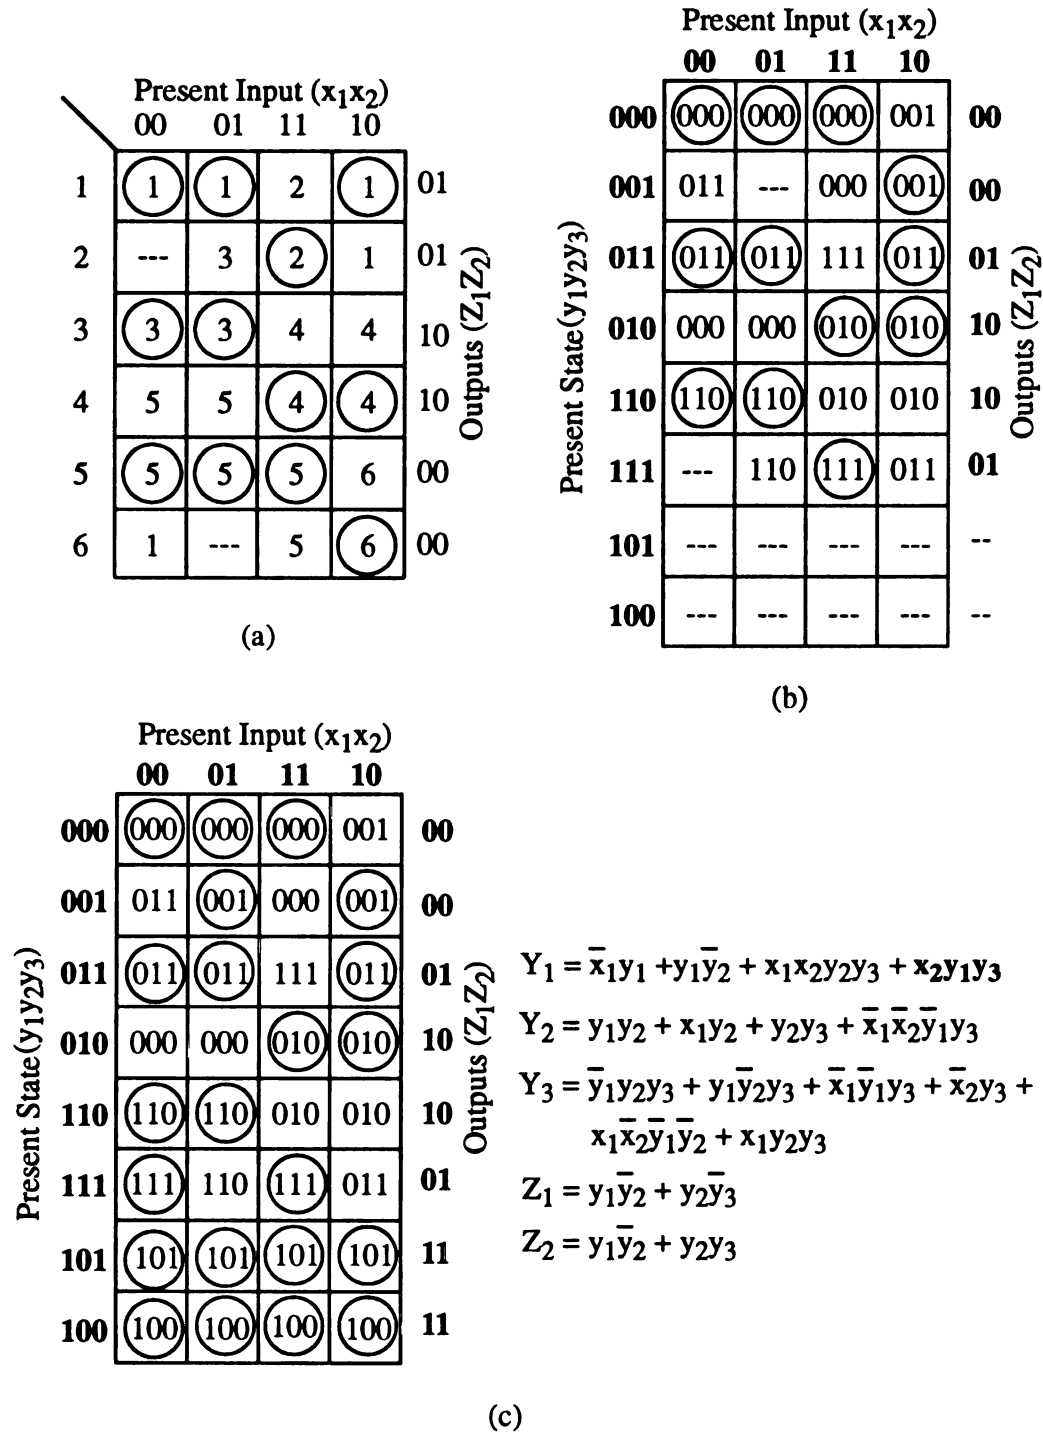 Present Input (x1x2)
00 01 11 10
1 1 1 2 1 01
2 --- 3 2 1 01
3 3 3 4 4 10
4 5 5 4 4 10
5 5 5 5 6 00
6 1 --- 5 6 00
Outputs (Z1Z2)
(a)
Present Input (x1x2)
00 01 11 10
Present State(y1y2y3)
000 000 000 000 001 00
001 011 --- 000 001 00
011 011 011 111 011 01
010 000 000 010 010 10
110 110 110 010 010 10
111 --- 110 111 011 01
101 --- --- --- --- --
100 --- --- --- --- --
Outputs (Z1Z2)
(b)
Present Input (x1x2)
00 01 11 10
Present State(y1y2y3)
000 000 000 000 001 00
001 011 001 000 001 00
011 011 011 111 011 01
010 000 000 010 010 10
110 110 110 010 010 10
111 111 110 111 011 01
101 101 101 101 101 11
100 100 100 100 100 11
Outputs (Z1Z2)
Y1 = x̄1y1 +y1ȳ2 + x1x2y2y3 + x2y1y3
Y2 = y1y2 + x1y2 + y2y3 + x̄1x̄2ȳ1y3
Y3 = ȳ1y2y3 + y1ȳ2y3 + x̄1ȳ1y3 + x̄2y3 +
x1x̄2ȳ1ȳ2 + x1y2y3
Z1 = y1ȳ2 + y2ȳ3
Z2 = y1ȳ2 + y2y3
(c)